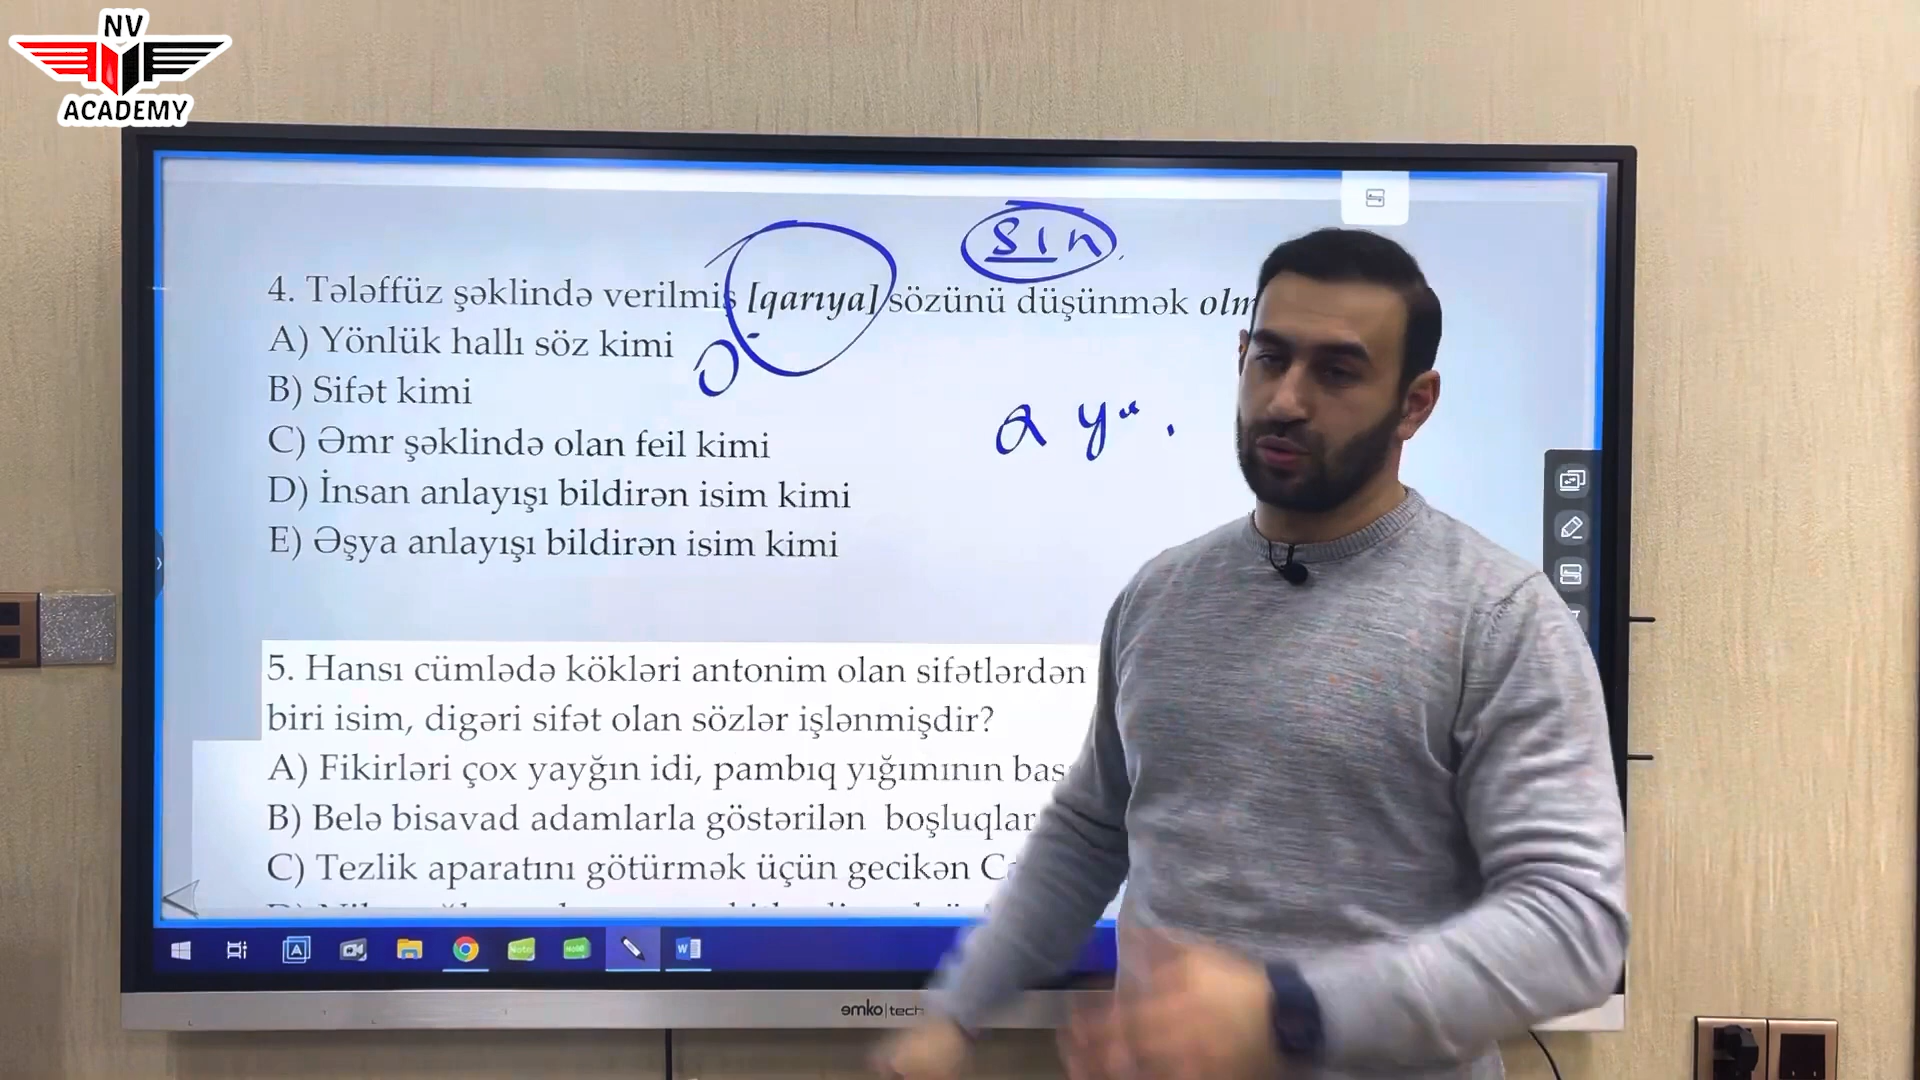 NV
ACADEMY
sın
4. Tələffüz şəklində verilmiş [qarıya] sözünü düşünmək
A) Yönlük hallı söz kimi
B) Sifət kimi
C) Əmr şəklində olan feil kimi
D) İnsan anlayışı bildirən isim kimi
E) Əşya anlayışı bildirən isim kimi
5. Hansı cümlədə kökləri antonim olan sifətlərdən
biri isim, digəri sifət olan sözlər işlənmişdir?
A) Fikirləri çox yayğın idi, pambıq yığımının
B) Belə bisavad adamlarla göstərilən boşluqlar
C) Tezlik aparatını götürmək üçün gecikən
emko|tech